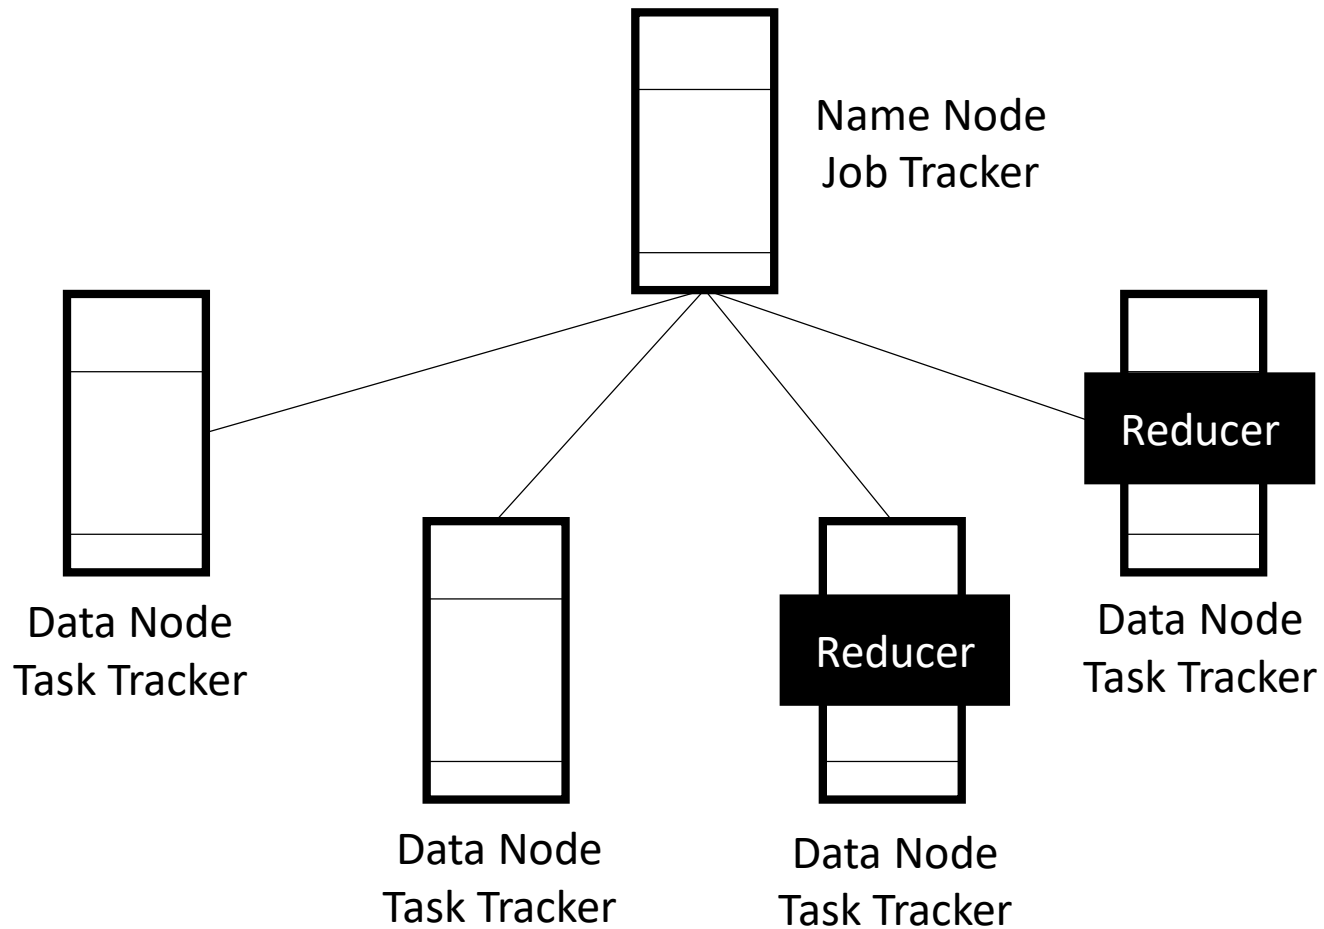 Name Node
Job Tracker
Reducer
Reducer
Data Node
Task Tracker
Data Node
Task Tracker
Data Node
Task Tracker
Data Node
Task Tracker